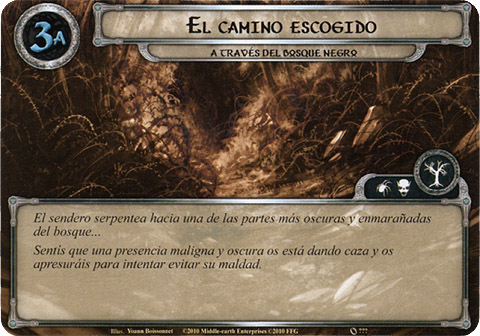 3A
EL CAMINO ESCOGIDO
A TRAVÉS DEL BOSQUE NEGRO
El sendero serpentea hacia una de las partes más oscuras y enmarañadas
del bosque...
Sentis que una presencia maligna y oscura os está dando caza y os
apresuráis para intentar evitar su maldad.
Illus. Yoann Boissonnet ©2010 Middle-earth Enterprises ©2010 FFG